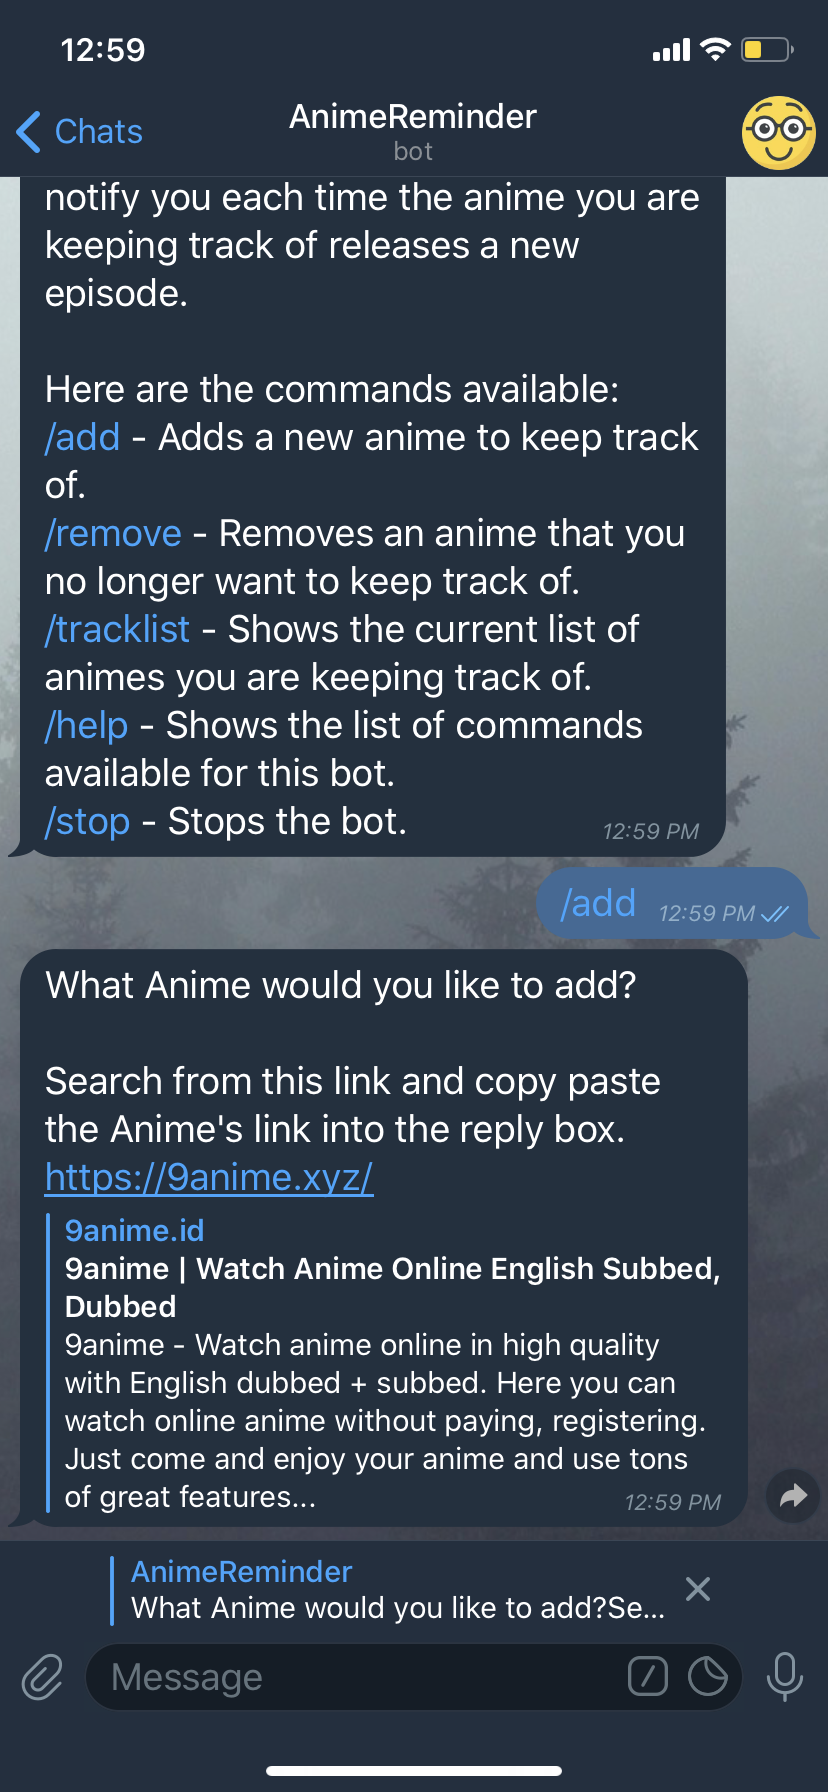 12:59
Chats
AnimeReminder
bot
notify you each time the anime you are
keeping track of releases a new
episode.
Here are the commands available:
/add - Adds a new anime to keep track
of.
/remove - Removes an anime that you
no longer want to keep track of.
/tracklist - Shows the current list of
animes you are keeping track of.
/help - Shows the list of commands
available for this bot.
/stop - Stops the bot.
12:59 PM
/add 12:59 PM
What Anime would you like to add?
Search from this link and copy paste
the Anime's link into the reply box.
https://9anime.xyz/
9anime.id
9anime | Watch Anime Online English Subbed,
Dubbed
9anime - Watch anime online in high quality
with English dubbed + subbed. Here you can
watch online anime without paying, registering.
Just come and enjoy your anime and use tons
of great features...
12:59 PM
AnimeReminder
What Anime would you like to add?Se...
Message